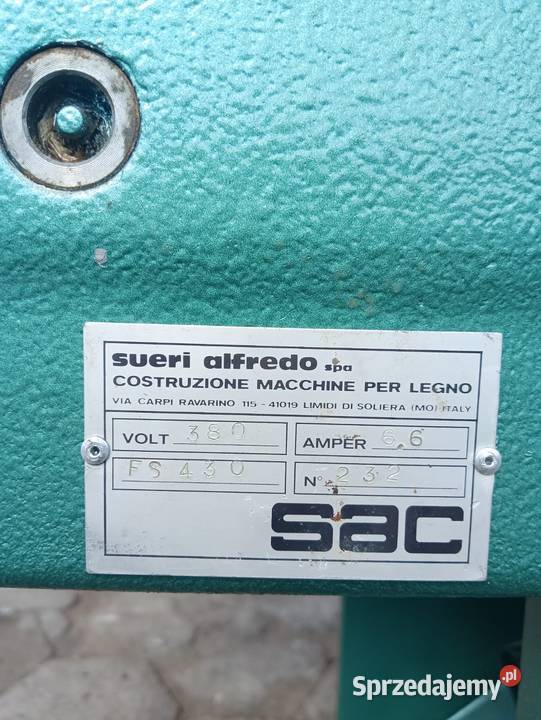 sueri alfredo spa
COSTRUZIONE MACCHINE PER LEGNO
VIA CARPI RAVARINO 115 - 41019 LIMIDI DI SOLIERA (MO) ITALY
VOLT 380 AMPER 6.6
FS 430 N° 232
sac
Sprzedajemy.pl